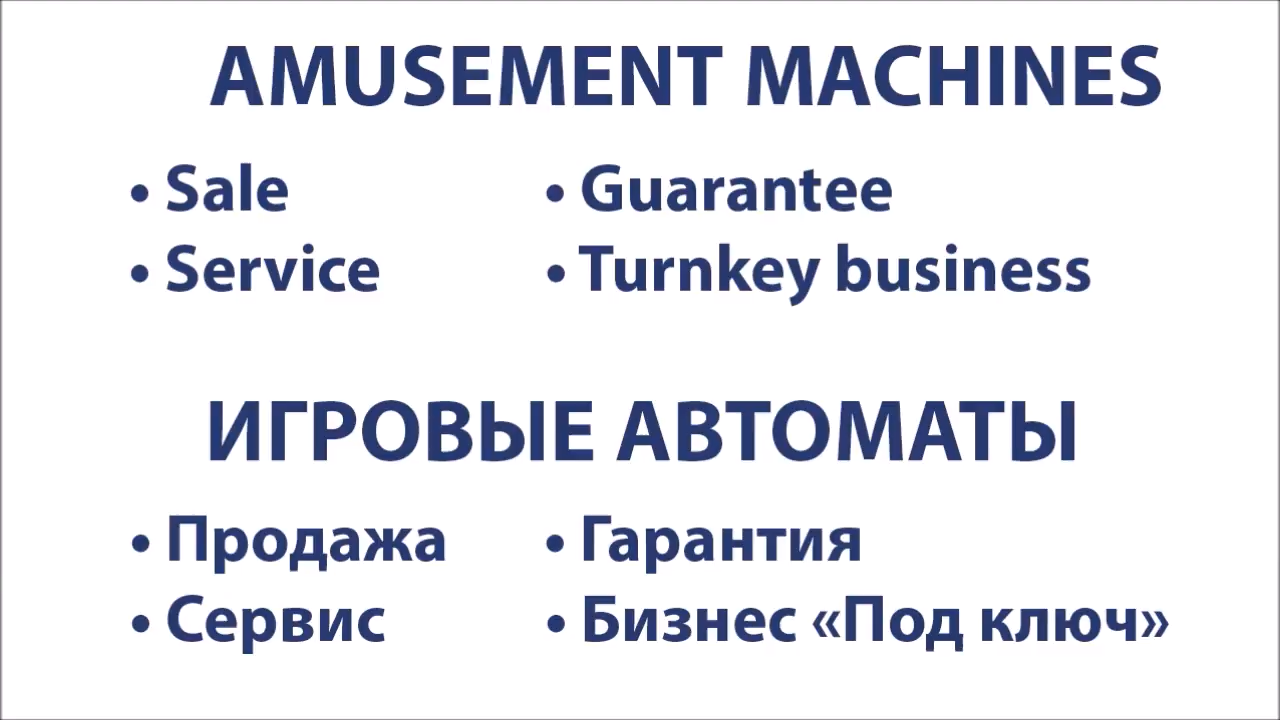 AMUSEMENT MACHINES
• Sale • Guarantee
• Service • Turnkey business
ИГРОВЫЕ АВТОМАТЫ
• Продажа • Гарантия
• Сервис • Бизнес «Под ключ»